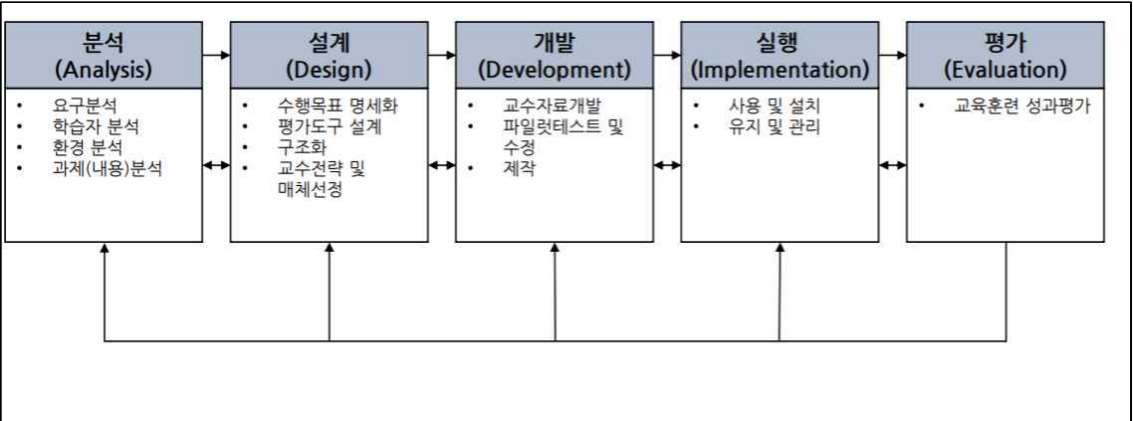 분석
(Analysis)
• 요구분석
• 학습자 분석
• 환경 분석
• 과제(내용)분석
설계
(Design)
• 수행목표 명세화
• 평가도구 설계
• 구조화
• 교수전략 및
매체선정
개발
(Development)
• 교수자료개발
• 파일럿테스트 및
수정
• 제작
실행
(Implementation)
• 사용 및 설치
• 유지 및 관리
평가
(Evaluation)
• 교육훈련 성과평가